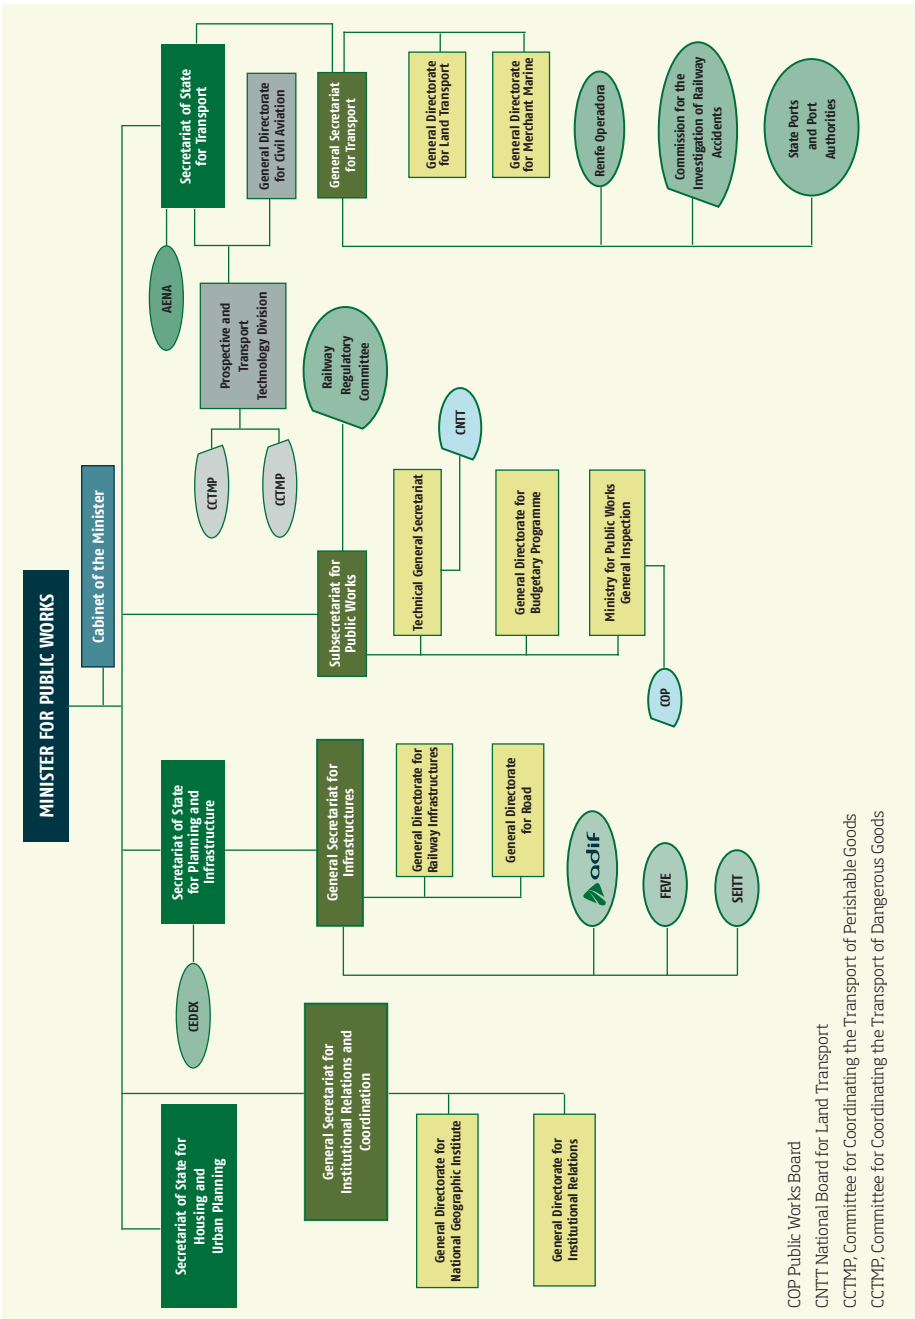 MINISTER FOR PUBLIC WORKS
Cabinet of the Minister
Secretariat of State for
Housing and
Urban Planning
Secretariat of State
for Planning and
Infrastructure
Secretariat of State
for Transport
CEDEX
AENA
General Directorate
for Civil Aviation
Prospective and
Transport
Technology Division
CCTMP
CCTMP
General Secretariat for
Institutional Relations and
Coordination
General Secretariat for
Infrastructures
Subsecretariat for
Public Works
Railway
Regulatory
Committee
General Secretariat
for Transport
General Directorate for
National Geographic Institute
General Directorate for
Institutional Relations
General Directorate for
Railway Infrastructures
General Directorate
for Road
adif
FEVE
SEITT
Technical General Secretariat
CNTT
General Directorate for
Budgetary Programme
Ministry for Public Works
General Inspection
COP
General Directorate
for Land Transport
General Directorate
for Merchant Marine
Renfe Operadora
Commission for the
Investigation of Railway
Accidents
State Ports
and Port
Authorities
COP Public Works Board
CNTT National Board for Land Transport
CCTMP, Committee for Coordinating the Transport of Perishable Goods
CCTMP, Committee for Coordinating the Transport of Dangerous Goods